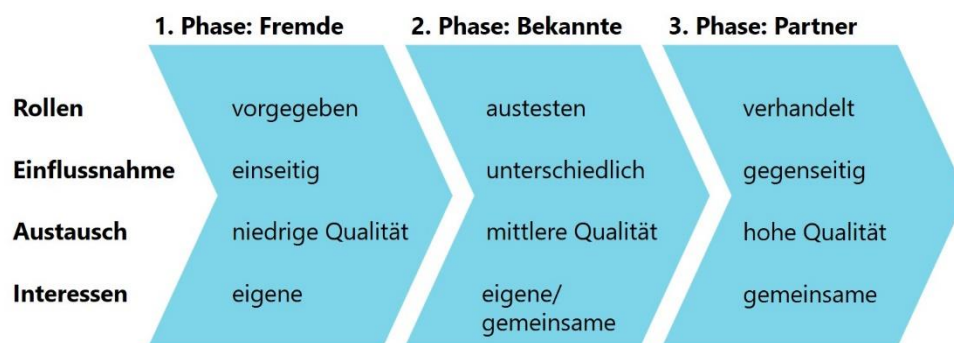 1. Phase: Fremde 2. Phase: Bekannte 3. Phase: Partner
Rollen vorgegeben austesten verhandelt
Einflussnahme einseitig unterschiedlich gegenseitig
Austausch niedrige Qualität mittlere Qualität hohe Qualität
Interessen eigene eigene/ gemeinsame
gemeinsame